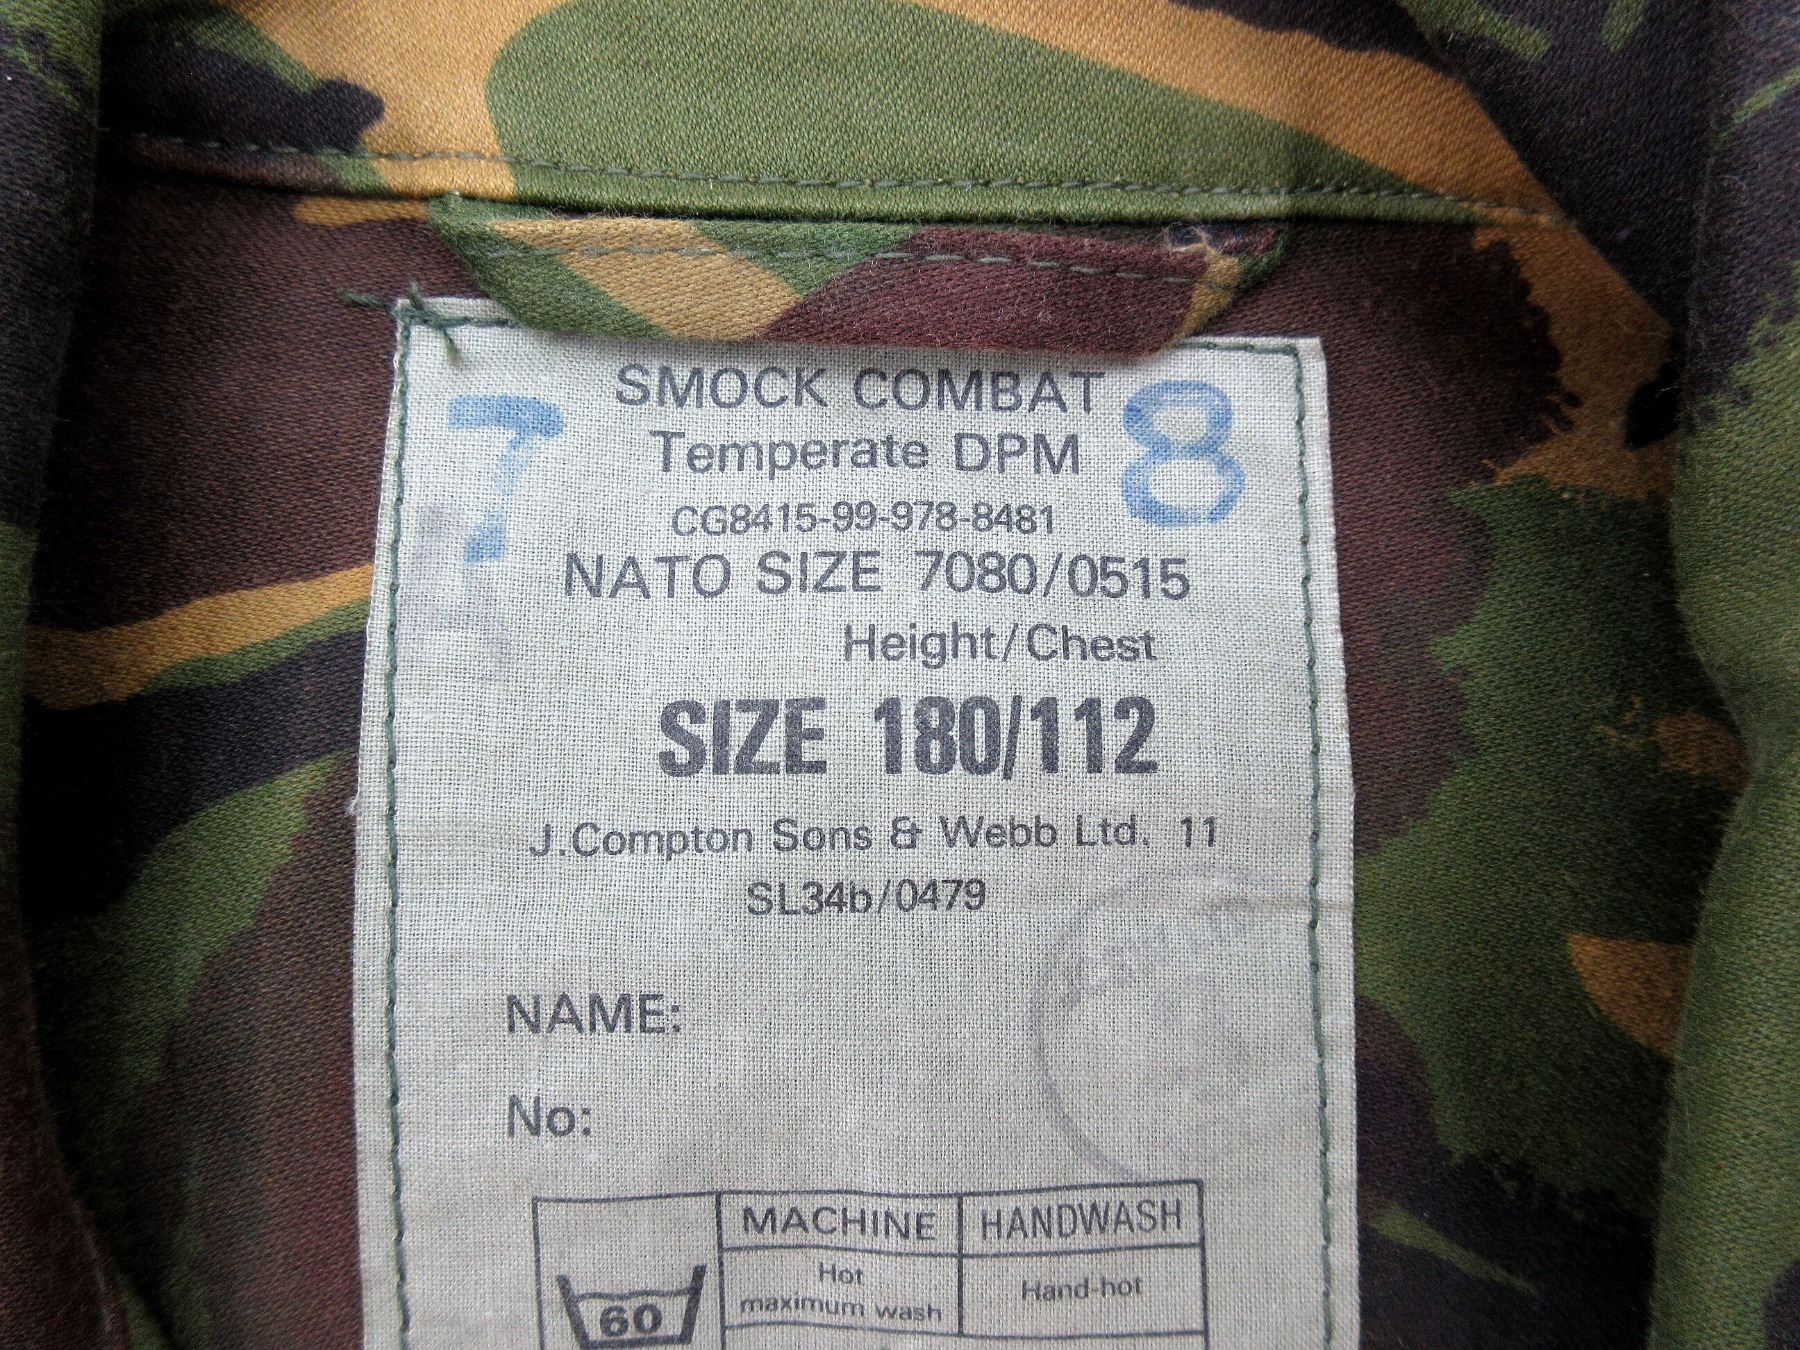 7 8
SMOCK COMBAT
Temperate DPM
CG8415-99-978-8481
NATO SIZE 7080/0515
Height/Chest
SIZE 180/112
J.Compton Sons & Webb Ltd. 11
SL34b/0479
NAME:
No:
MACHINE HANDWASH
60 Hot maximum wash Hand-hot